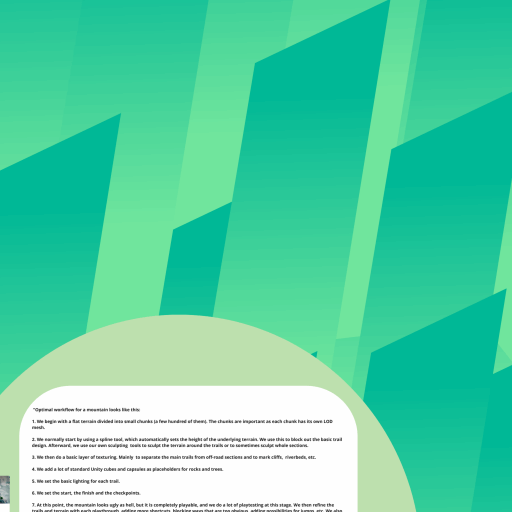 "Optimal workflow for a mountain looks like this:
1. We begin with a flat terrain divided into small chunks (a few hundred of them). The chunks are important as each chunk has its own LOD
mesh.
2. We normally start by using a spline tool, which automatically sets the height of the underlying terrain. We use this to block out the basic trail
design. Afterward, we use our own sculpting tools to sculpt the terrain around the trails or to sometimes sculpt whole sections.
3. We then do a basic layer of texturing. Mainly to separate the main trails from off-road sections and to mark cliffs, riverbeds, etc.
4. We add a lot of standard Unity cubes and capsules as placeholders for rocks and trees.
5. We set the basic lighting for each trail.
6. We set the start, the finish and the checkpoints.
7. At this point, the mountain looks ugly as hell, but it is completely playable, and we do a lot of playtesting at this stage. We then refine the
trails and terrain with each playthrough, adding more shortcuts, blocking ways that are too obvious, adding possibilities for jumps, etc. We also